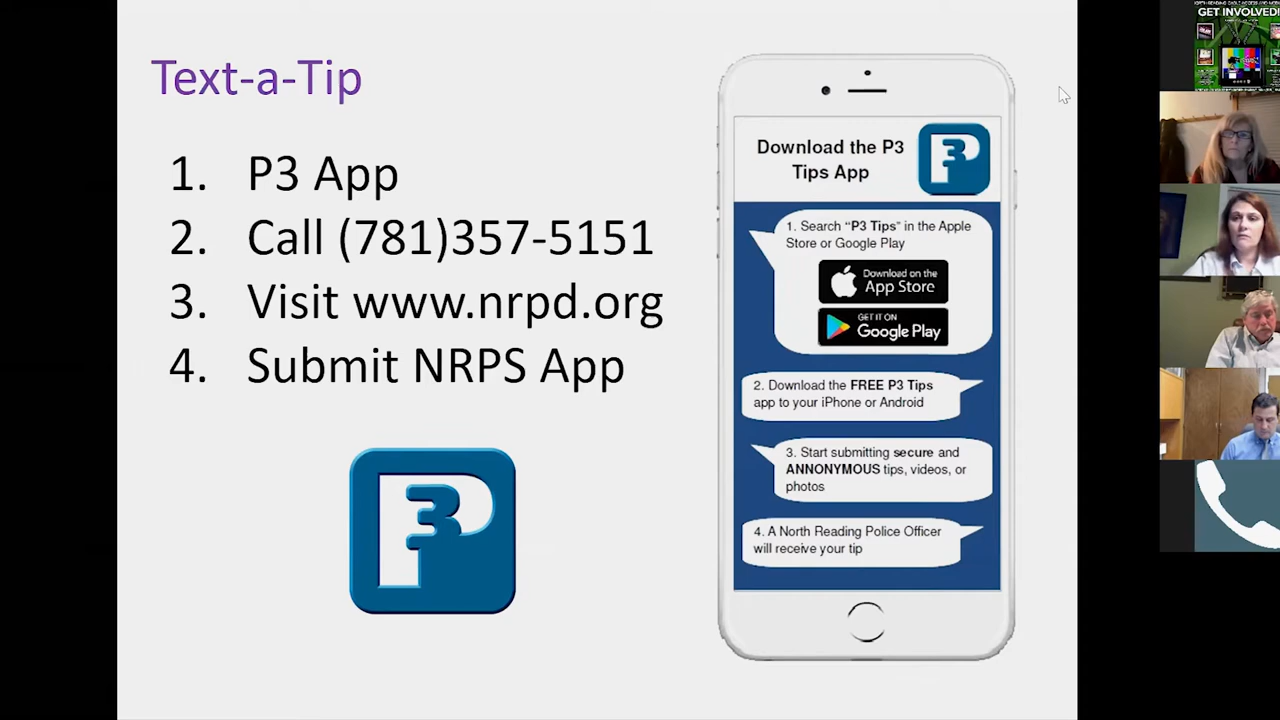 Text-a-Tip
1. P3 App
2. Call (781)357-5151
3. Visit www.nrpd.org
4. Submit NRPS App
P3
Download the P3
Tips App
P3
1. Search “P3 Tips” in the Apple
Store or Google Play
Download on the
App Store
GET IT ON
Google Play
2. Download the FREE P3 Tips
app to your iPhone or Android
3. Start submitting secure and
ANNONYMOUS tips, videos, or
photos
4. A North Reading Police Officer
will receive your tip
GET INVOLVED!